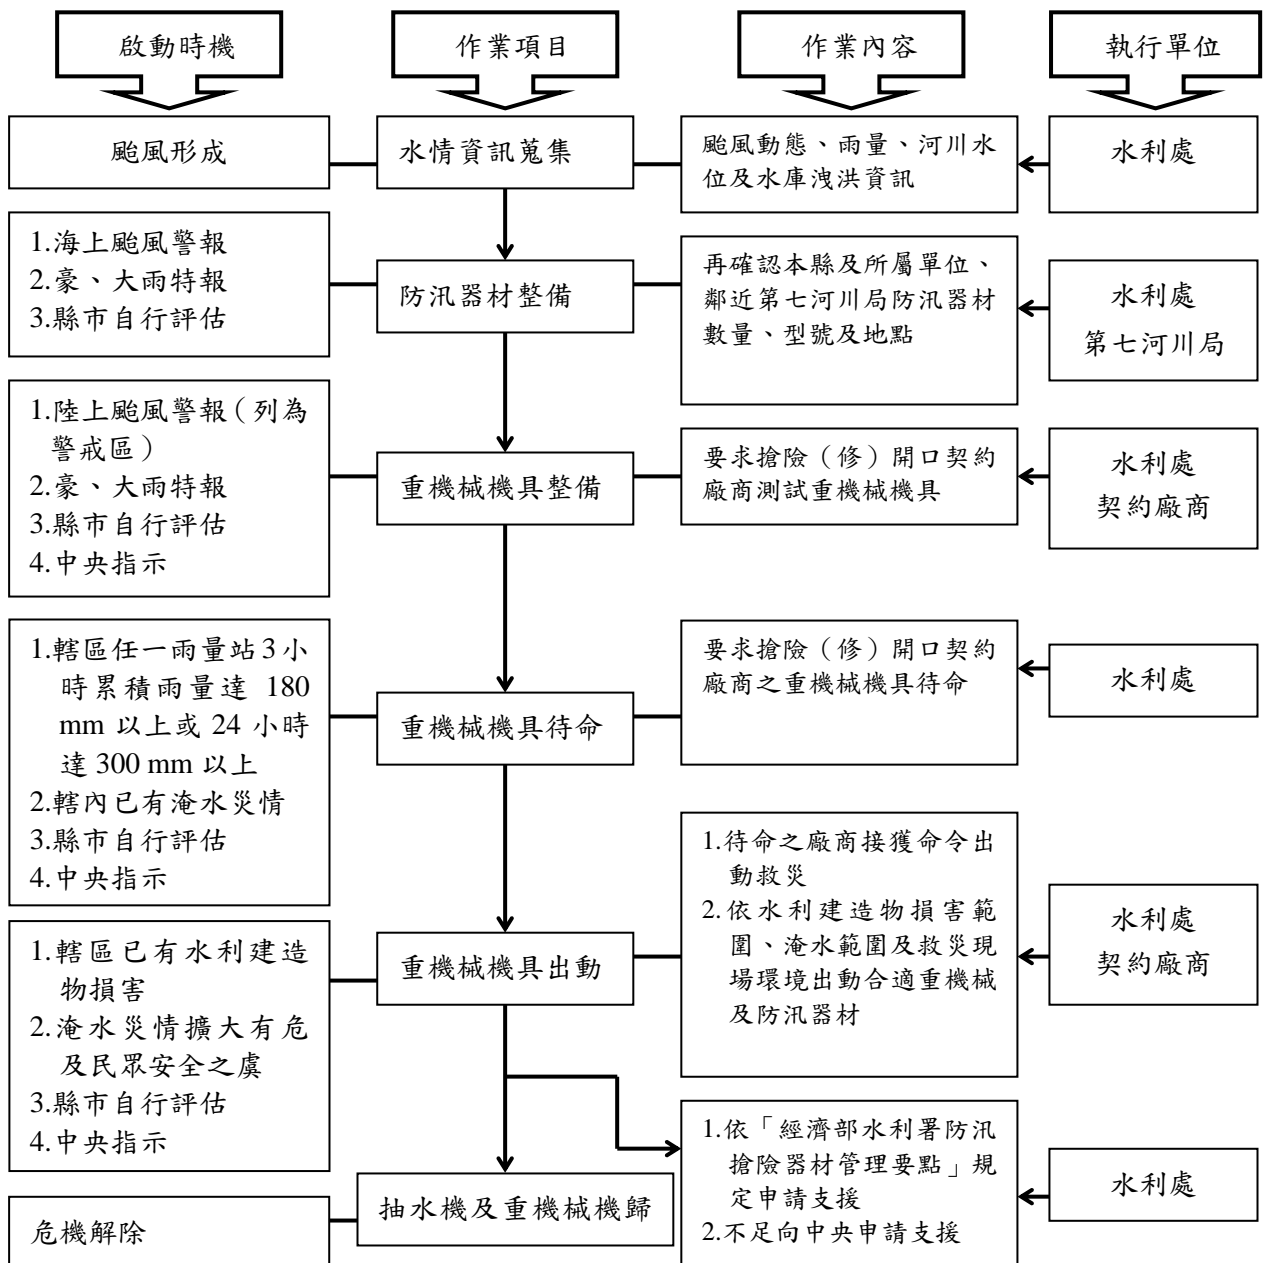 啟動時機
作業項目
作業內容
執行單位
颱風形成
水情資訊蒐集
颱風動態、雨量、河川水
位及水庫洩洪資訊
水利處
1.海上颱風警報
2.豪、大雨特報
3.縣市自行評估
防汛器材整備
再確認本縣及所屬單位、
鄰近第七河川局防汛器材
數量、型號及地點
水利處
第七河川局
1.陸上颱風警報（列為
警戒區）
2.豪、大雨特報
3.縣市自行評估
4.中央指示
重機械機具整備
要求搶險（修）開口契約
廠商測試重機械機具
水利處
契約廠商
1.轄區任一雨量站3小
時累積雨量達 180
mm 以上或 24 小時
達 300 mm 以上
2.轄內已有淹水災情
3.縣市自行評估
4.中央指示
重機械機具待命
要求搶險（修）開口契約
廠商之重機械機具待命
水利處
1.轄區已有水利建造
物損害
2.淹水災情擴大有危
及民眾安全之虞
3.縣市自行評估
4.中央指示
重機械機具出動
1.待命之廠商接獲命令出
動救災
2.依水利建造物損害範
圍、淹水範圍及救災現
場環境出動合適重機械
及防汛器材
水利處
契約廠商
1.依「經濟部水利署防汛
搶險器材管理要點」規
定申請支援
2.不足向中央申請支援
水利處
危機解除
抽水機及重機械機歸